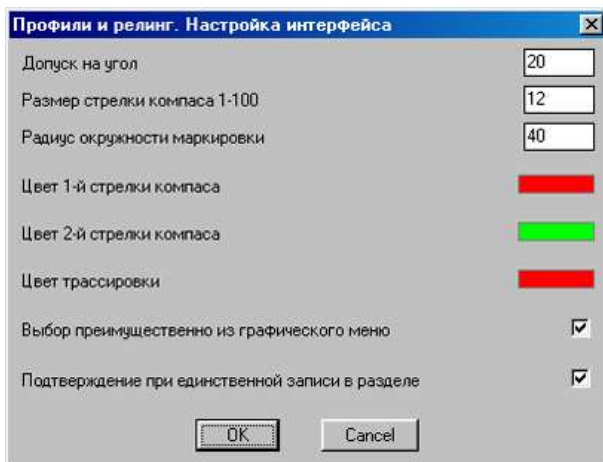 Профили и релинг. Настройка интерфейса
Допуск на угол 20
Размер стрелки компаса 1-100 12
Радиус окружности маркировки 40
Цвет 1-й стрелки компаса
Цвет 2-й стрелки компаса
Цвет трассировки
Выбор преимущественно из графического меню
Подтверждение при единственной записи в разделе
OK Cancel